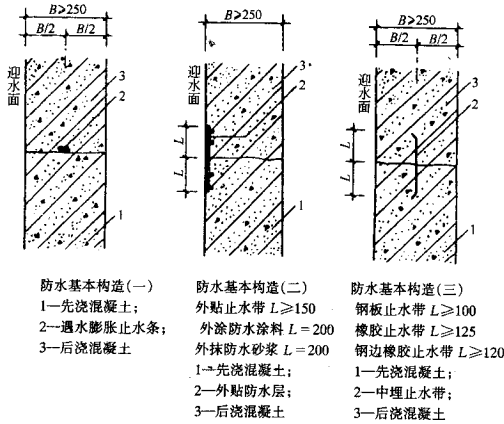 B≥250
B/2 B/2
迎水面
3
2
1
防水基本构造(一)
1—先浇混凝土；
2—遇水膨胀止水条；
3—后浇混凝土
B≥250
迎水面
L
L
3
2
1
防水基本构造(二)
外贴止水带 L≥150
外涂防水涂料 L=200
外抹防水砂浆 L=200
1—先浇混凝土；
2—外贴防水层；
3—后浇混凝土
B≥250
B/2 B/2
迎水面
L
L
3
2
1
防水基本构造(三)
钢板止水带 L≥100
橡胶止水带 L≥125
钢边橡胶止水带 L≥120
1—先浇混凝土；
2—中埋止水带；
3—后浇混凝土